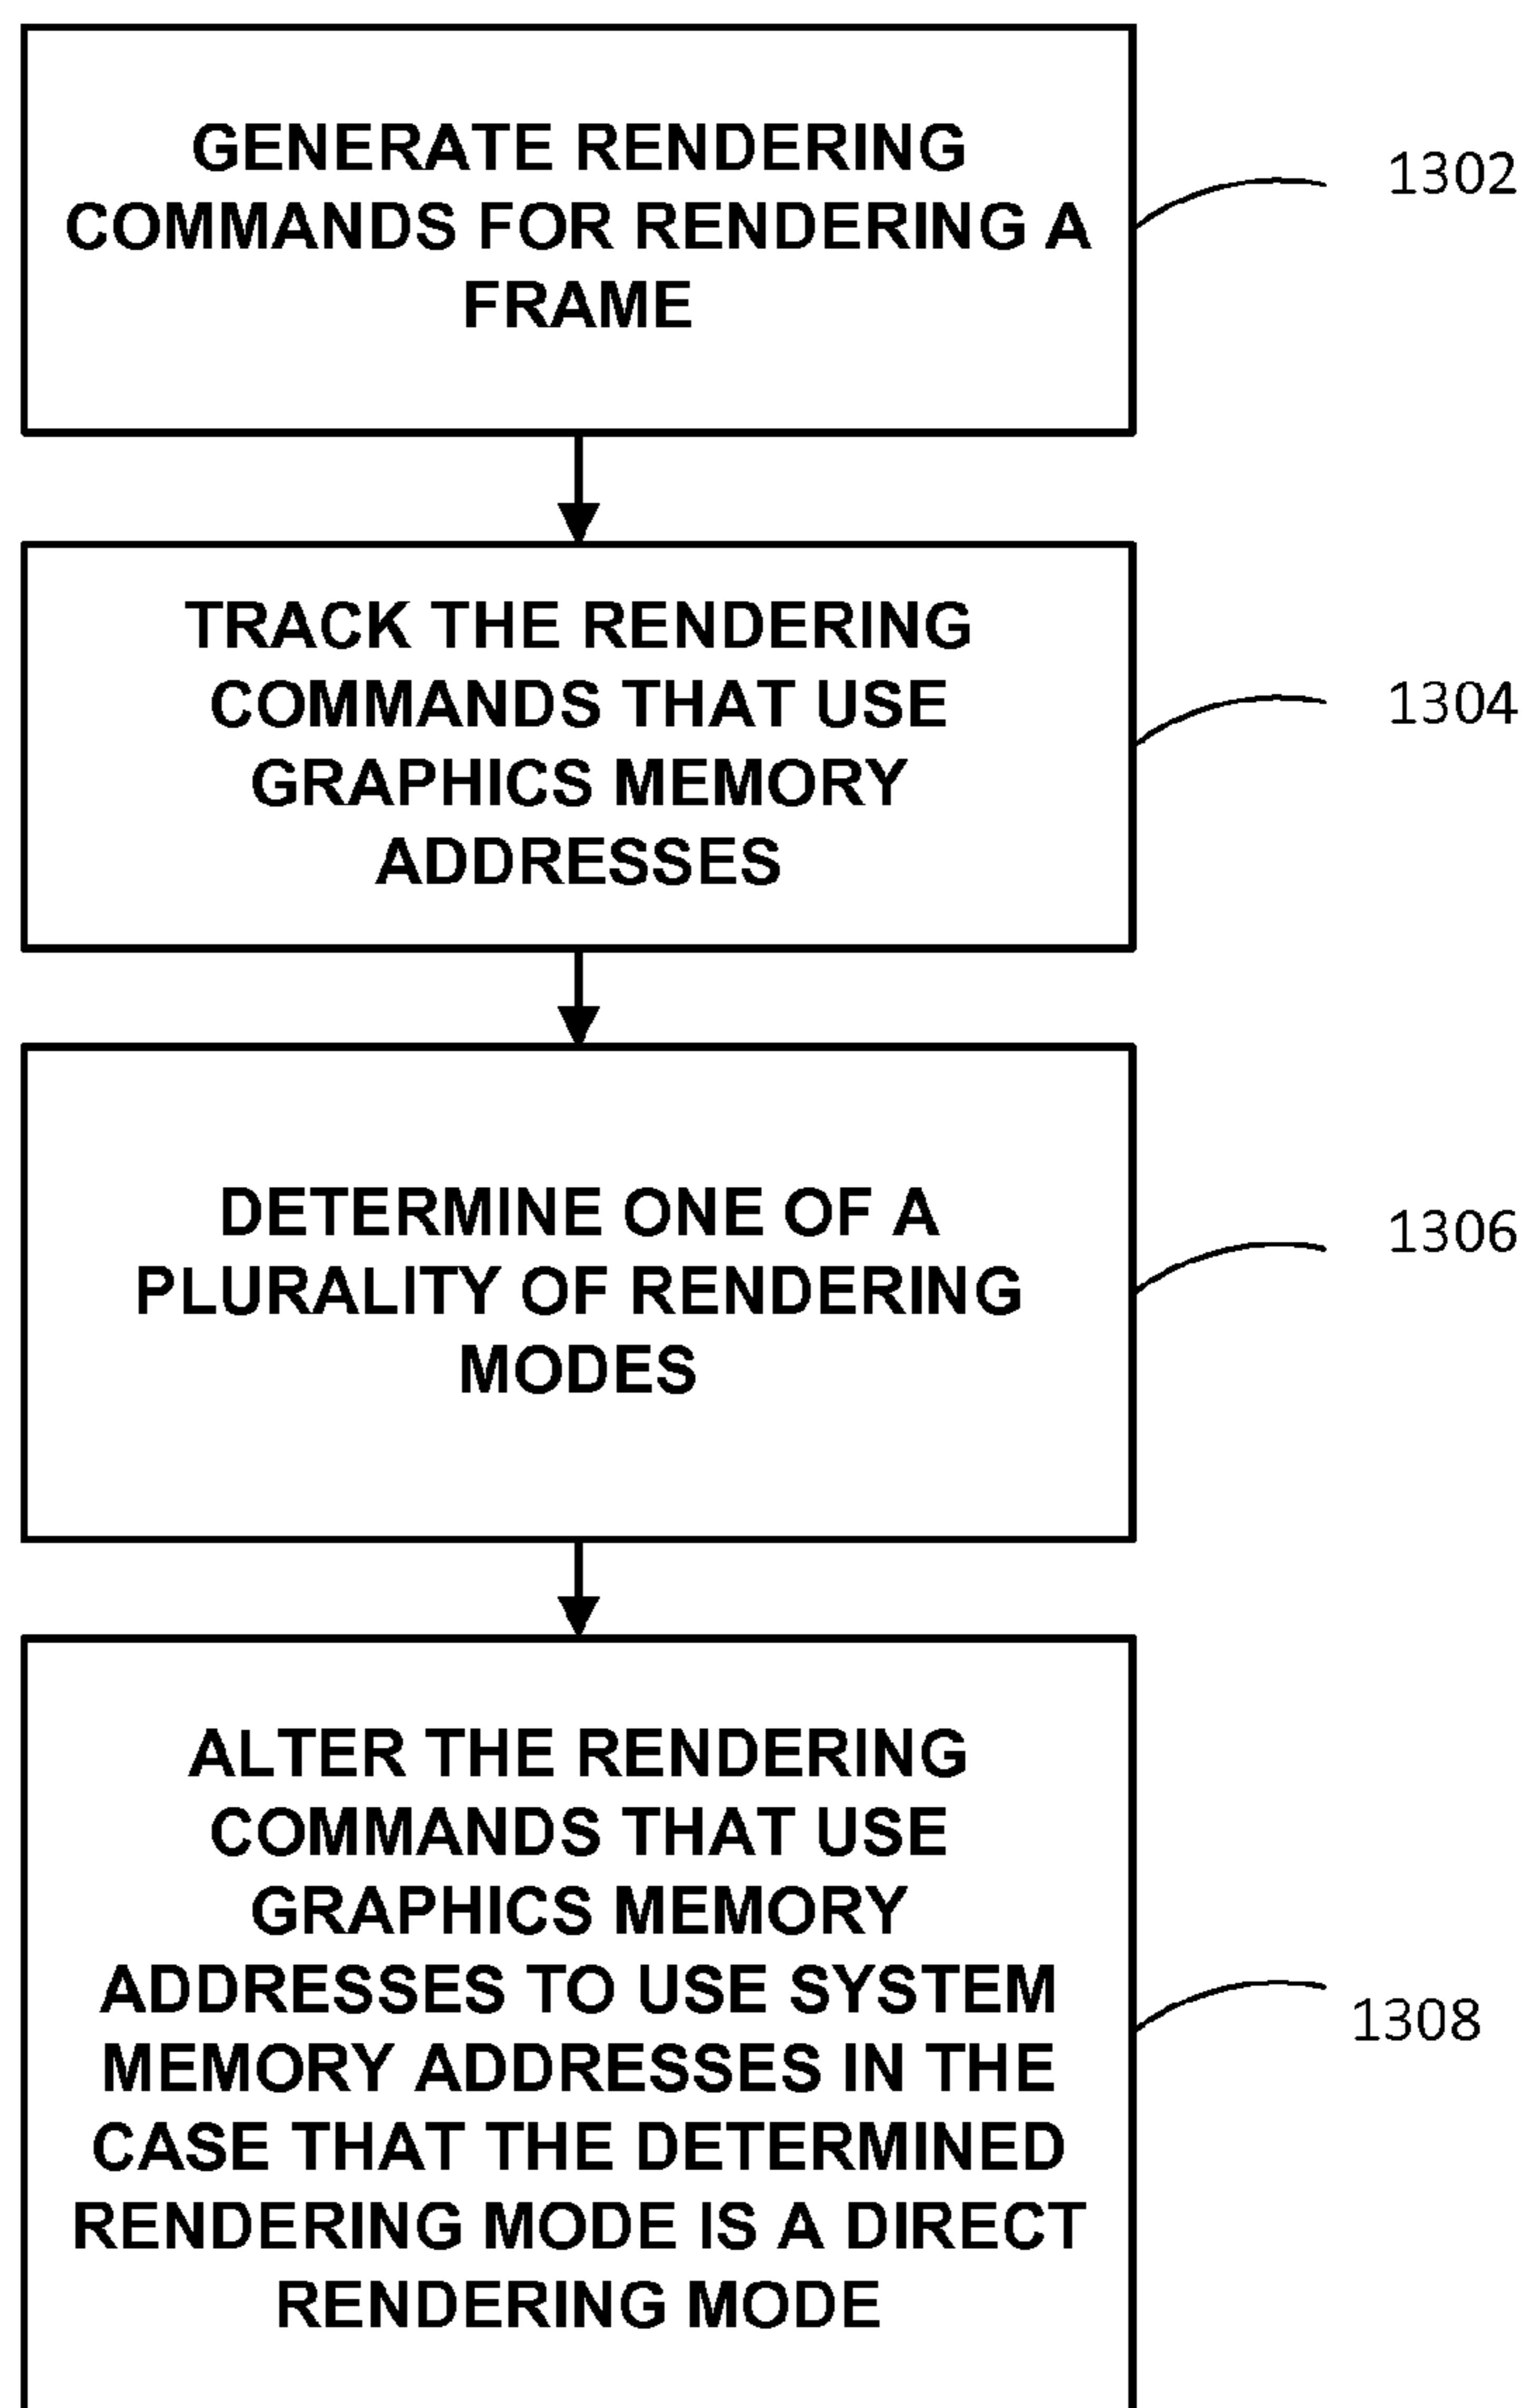 GENERATE RENDERING
COMMANDS FOR RENDERING A
FRAME
1302
TRACK THE RENDERING
COMMANDS THAT USE
GRAPHICS MEMORY
ADDRESSES
1304
DETERMINE ONE OF A
PLURALITY OF RENDERING
MODES
1306
ALTER THE RENDERING
COMMANDS THAT USE
GRAPHICS MEMORY
ADDRESSES TO USE SYSTEM
MEMORY ADDRESSES IN THE
CASE THAT THE DETERMINED
RENDERING MODE IS A DIRECT
RENDERING MODE
1308